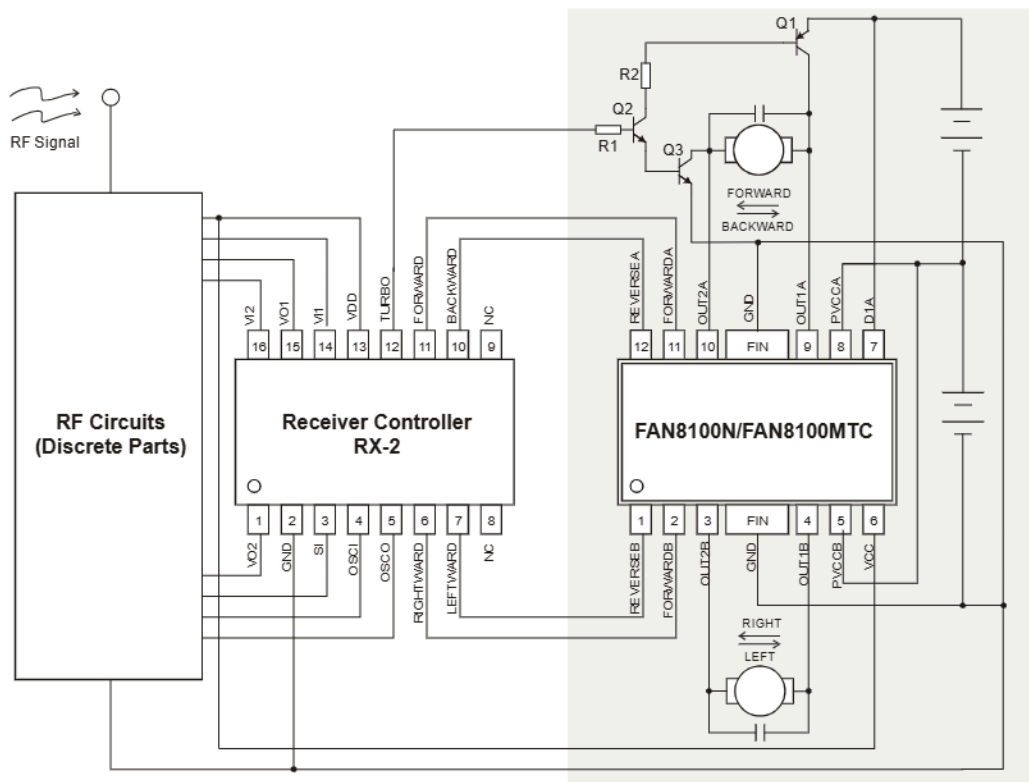 Q1
R2
Q2
R1
Q3
RF Signal
FORWARD
BACKWARD
VI2
VO1
VI1
VDD
TURBO
FORWARD
BACKWARD
NC
REVERSEA
FORWARDA
OUT2A
GND
OUT1A
PVCCA
D1A
16
15
14
13
12
11
10
9
12
11
10
FIN
9
8
7
RF Circuits
(Discrete Parts)
Receiver Controller
RX-2
FAN8100N/FAN8100MTC
1
2
3
4
5
6
7
8
1
2
3
FIN
4
5
6
VO2
GND
SI
OSCI
OSCO
RIGHTWARD
LEFTWARD
NC
REVERSEB
FORWARDB
OUT2B
GND
OUT1B
PVCCB
VCC
RIGHT
LEFT